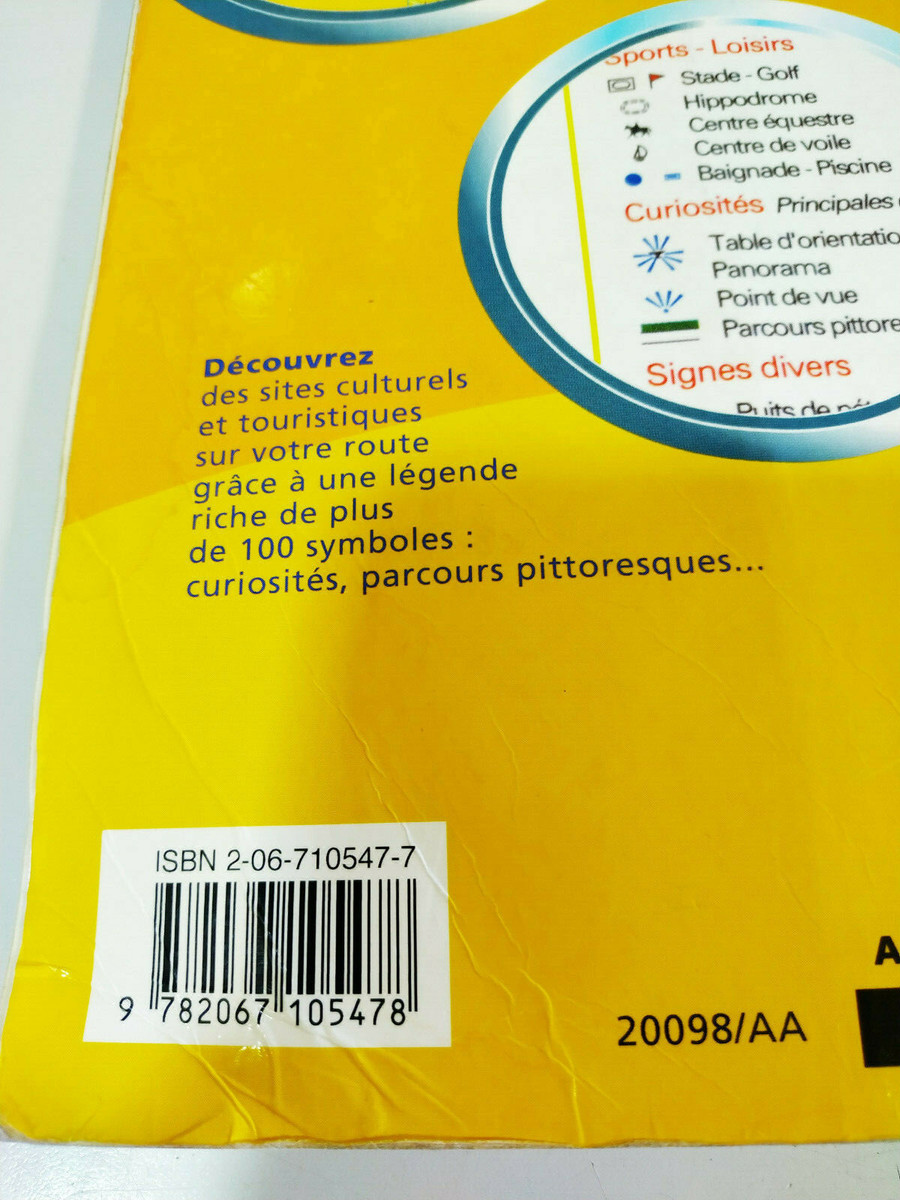 Sports - Loisirs
Stade - Golf
Hippodrome
Centre équestre
Centre de voile
Baignade - Piscine
Curiosités Principales
Table d'orientatio
Panorama
Point de vue
Parcours pittore
Signes divers
Puits de
Découvrez
des sites culturels
et touristiques
sur votre route
grâce à une légende
riche de plus
de 100 symboles :
curiosités, parcours pittoresques...
ISBN 2-06-710547-7
9 782067 105478
20098/AA
A